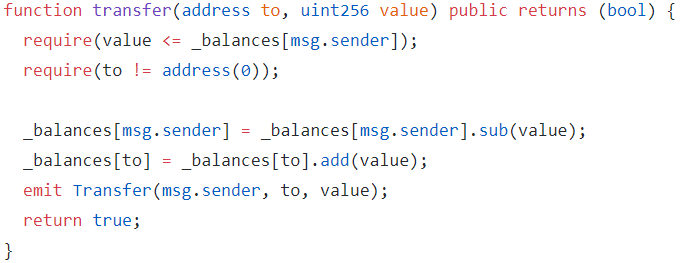 function transfer(address to, uint256 value) public returns (bool) {
  require(value <= _balances[msg.sender]);
  require(to != address(0));

  _balances[msg.sender] = _balances[msg.sender].sub(value);
  _balances[to] = _balances[to].add(value);
  emit Transfer(msg.sender, to, value);
  return true;
}